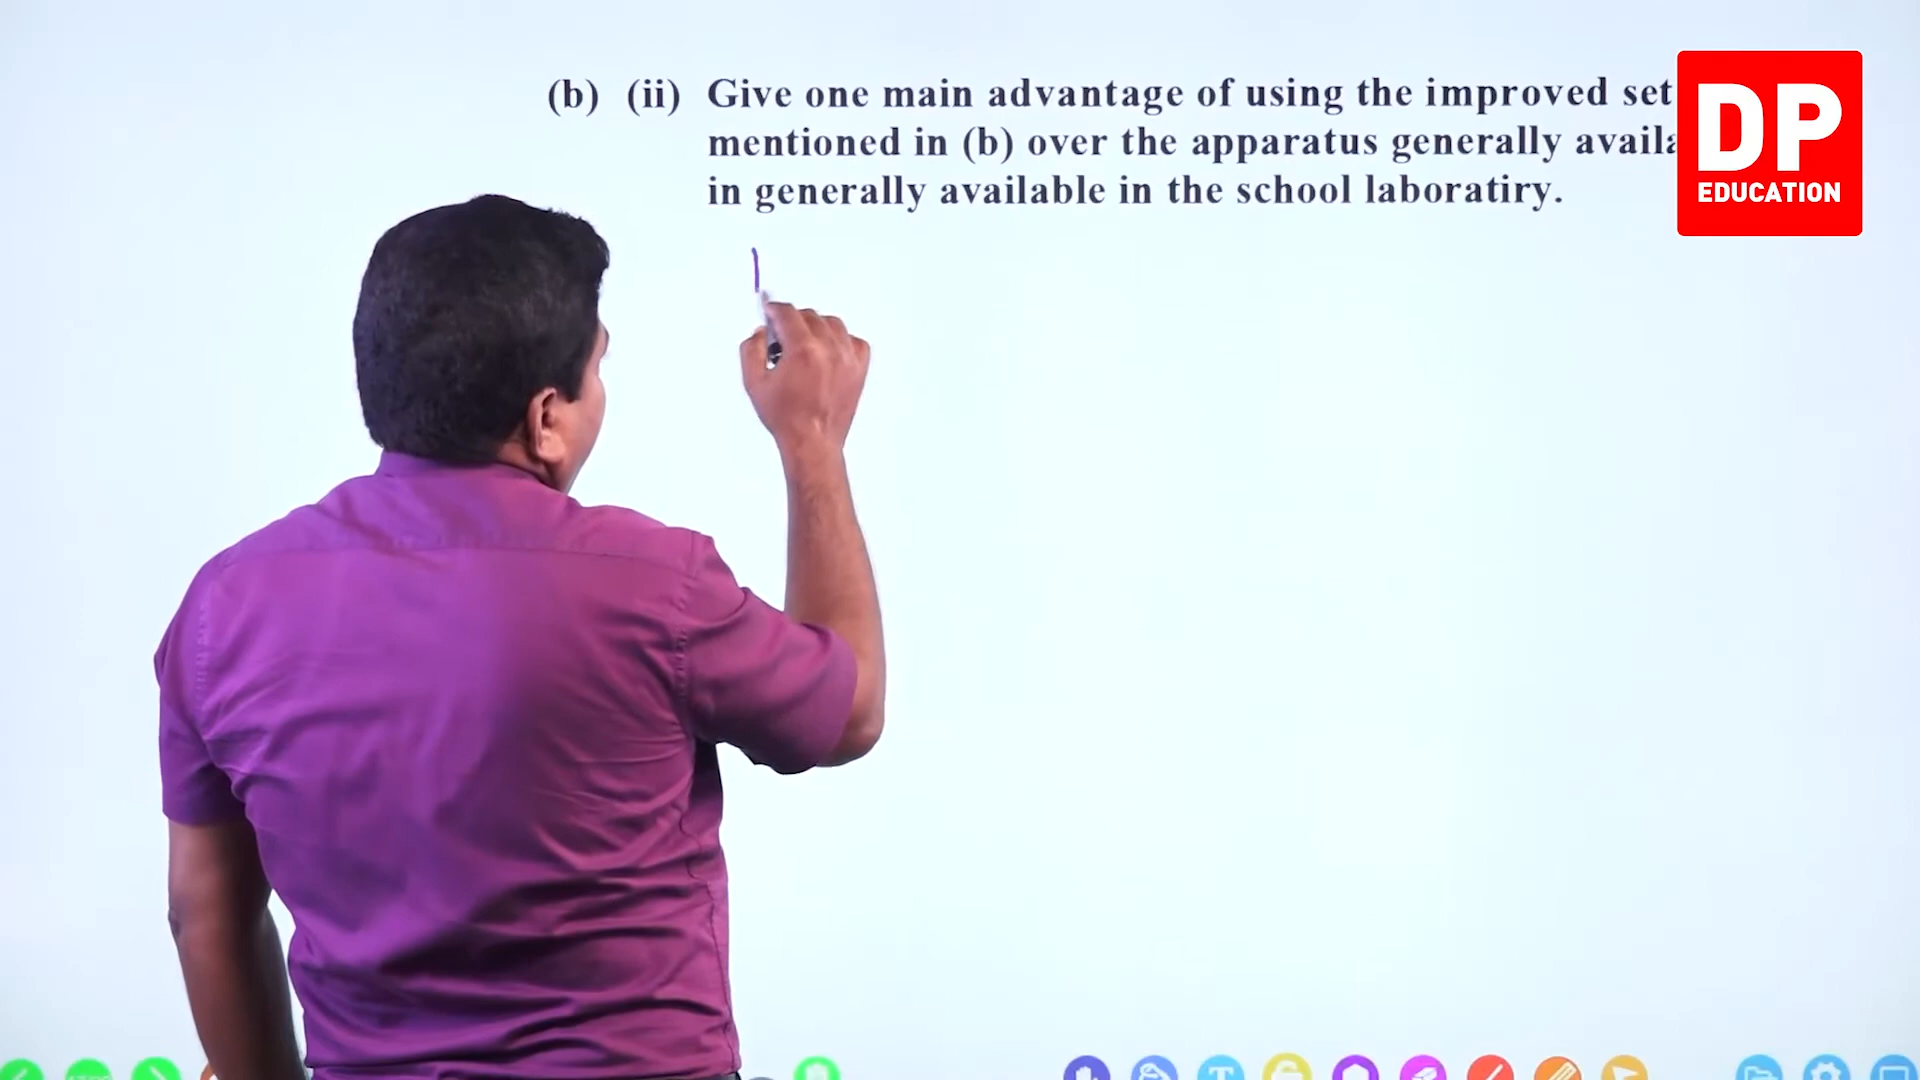 (b) (ii) Give one main advantage of using the improved set
mentioned in (b) over the apparatus generally
in generally available in the school laboratiry.
DP
EDUCATION